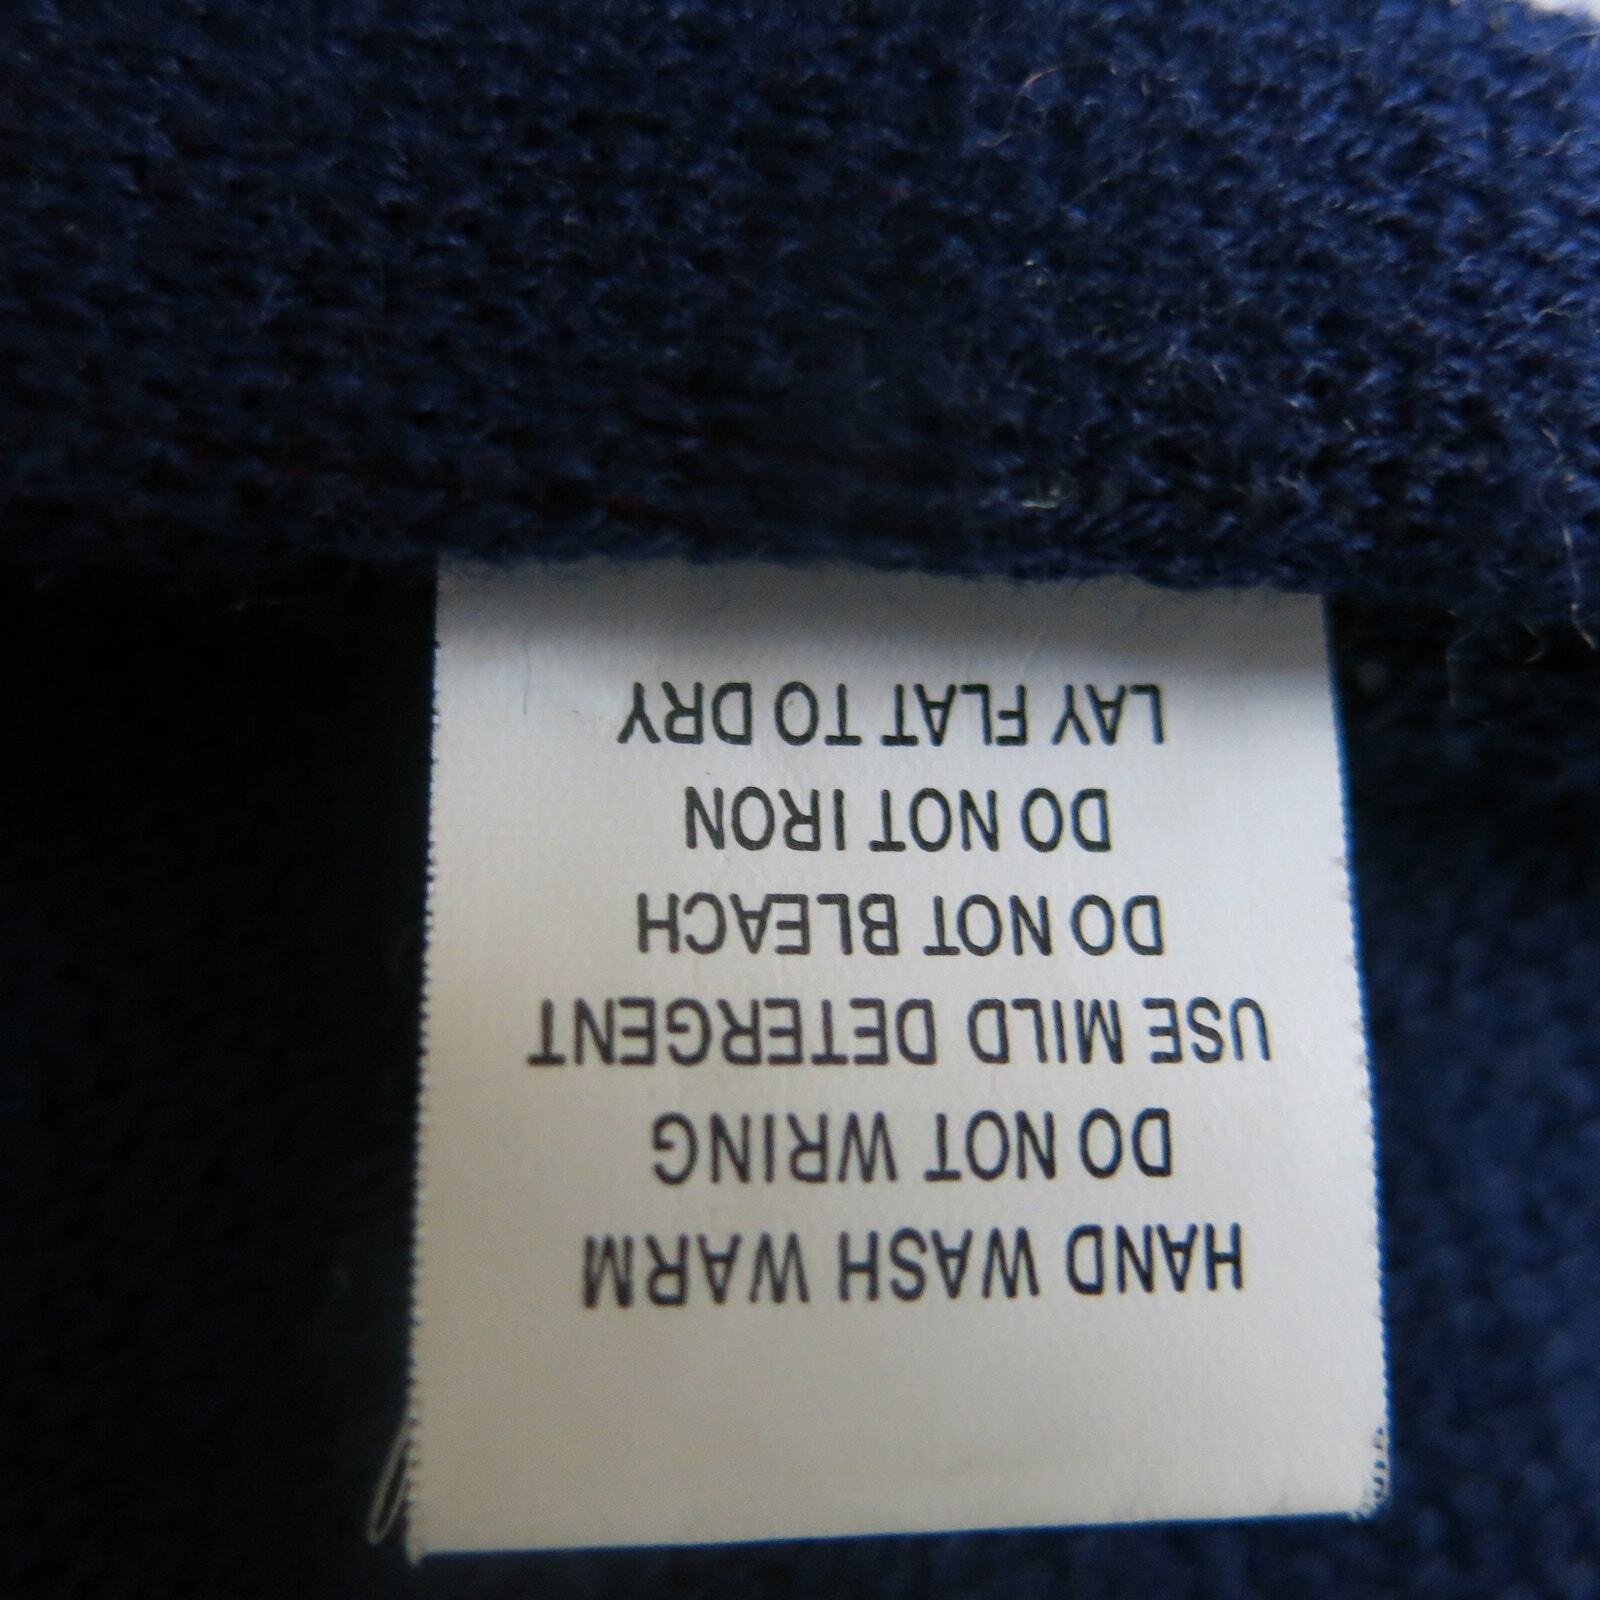 HAND WASH WARM
DO NOT WRING
USE MILD DETERGENT
DO NOT BLEACH
DO NOT IRON
LAY FLAT TO DRY